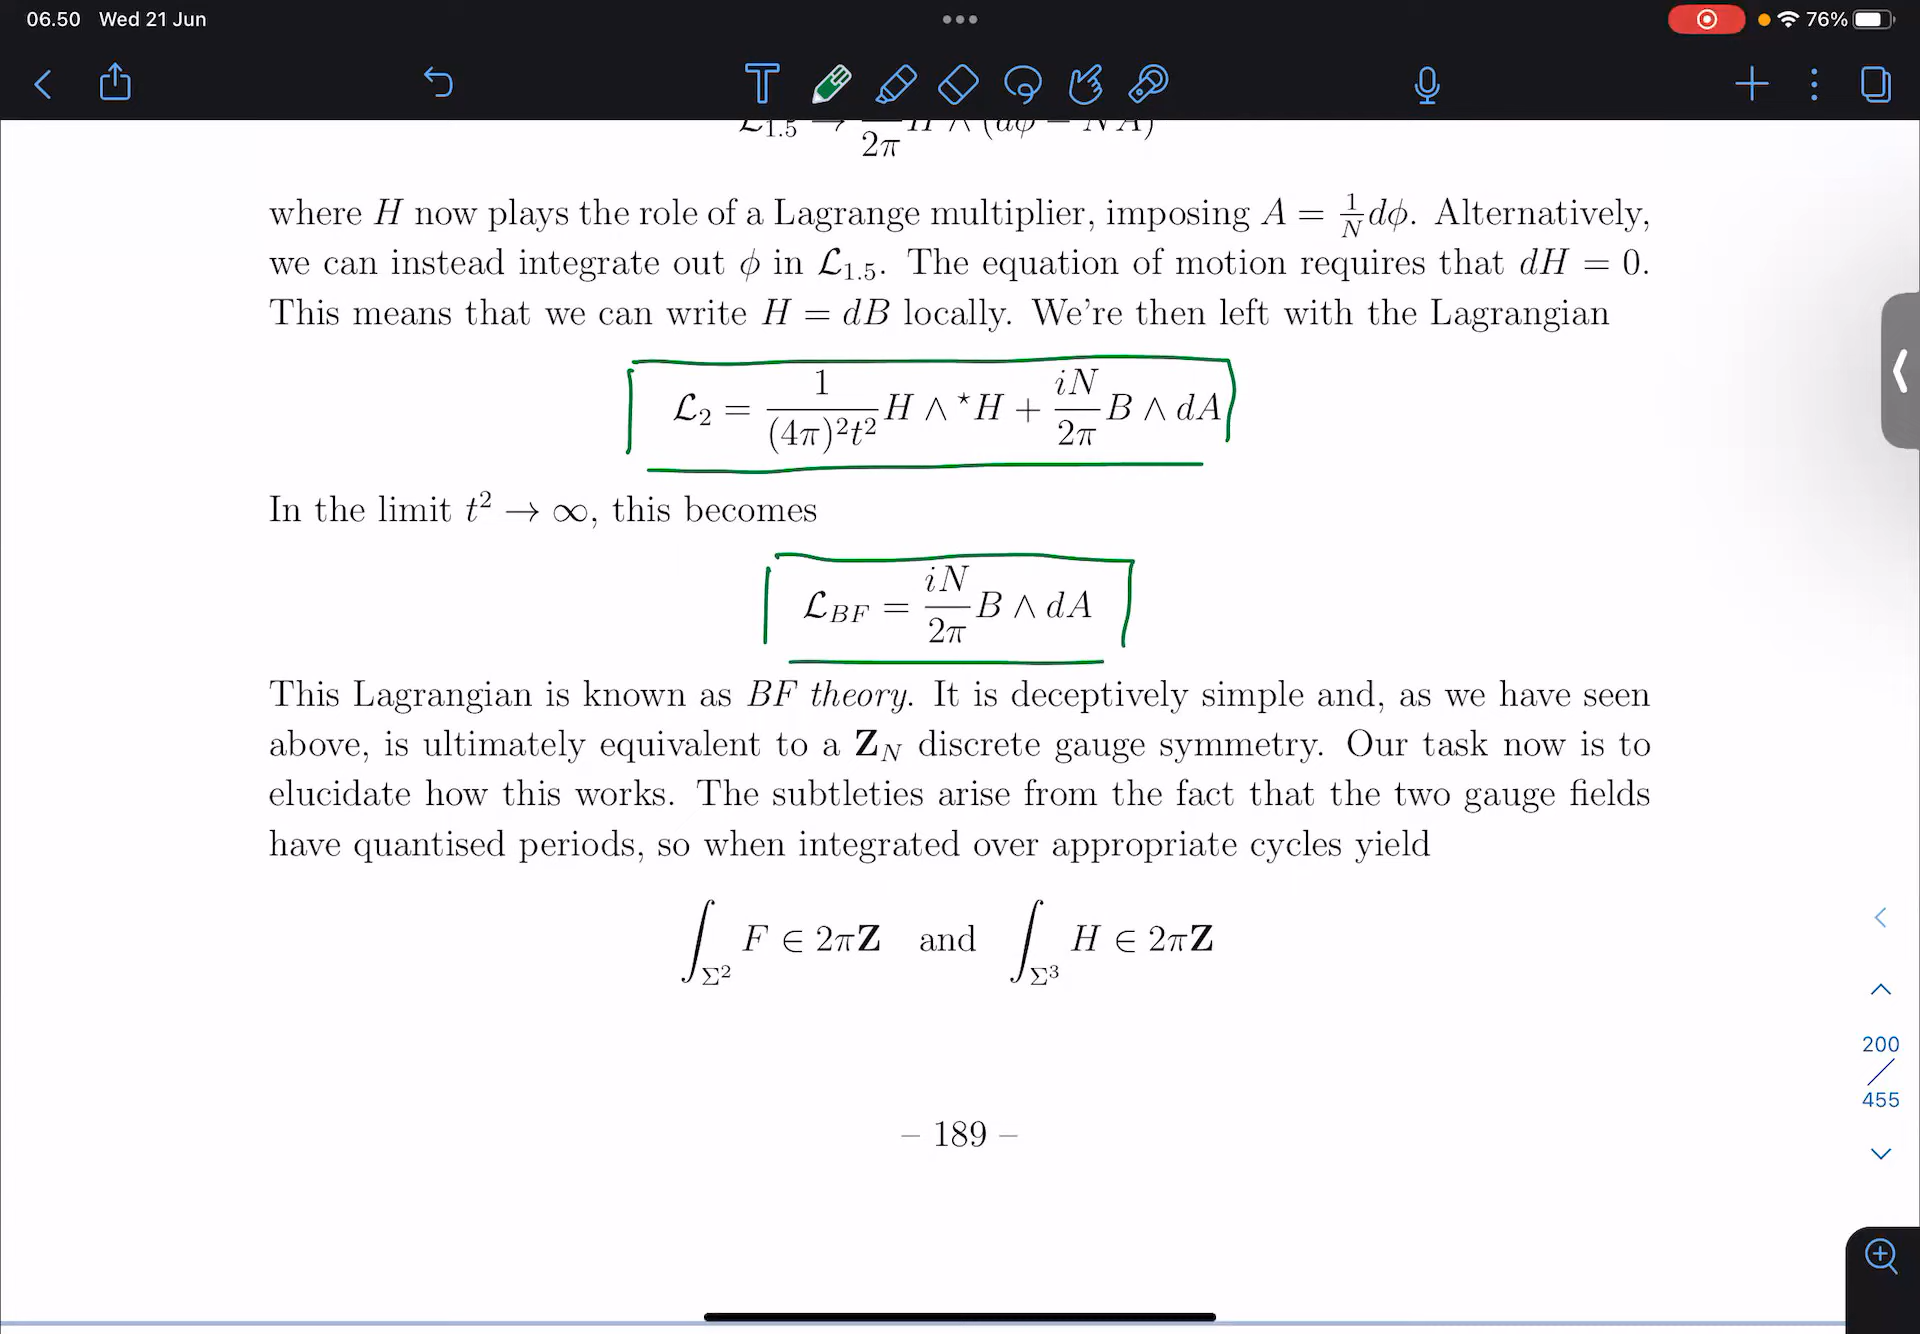 06.50 Wed 21 Jun
76%
ℒ1.5 → 2π H ∧ (dϕ − NA)
where H now plays the role of a Lagrange multiplier, imposing A = 1/N dϕ. Alternatively,
we can instead integrate out ϕ in ℒ1.5. The equation of motion requires that dH = 0.
This means that we can write H = dB locally. We're then left with the Lagrangian
ℒ2 = 1/((4π)²t²) H ∧ ⋆H + iN/2π B ∧ dA
In the limit t² → ∞, this becomes
ℒBF = iN/2π B ∧ dA
This Lagrangian is known as BF theory. It is deceptively simple and, as we have seen
above, is ultimately equivalent to a ZN discrete gauge symmetry. Our task now is to
elucidate how this works. The subtleties arise from the fact that the two gauge fields
have quantised periods, so when integrated over appropriate cycles yield
∫Σ² F ∈ 2πZ and ∫Σ³ H ∈ 2πZ
200
/
455
– 189 –